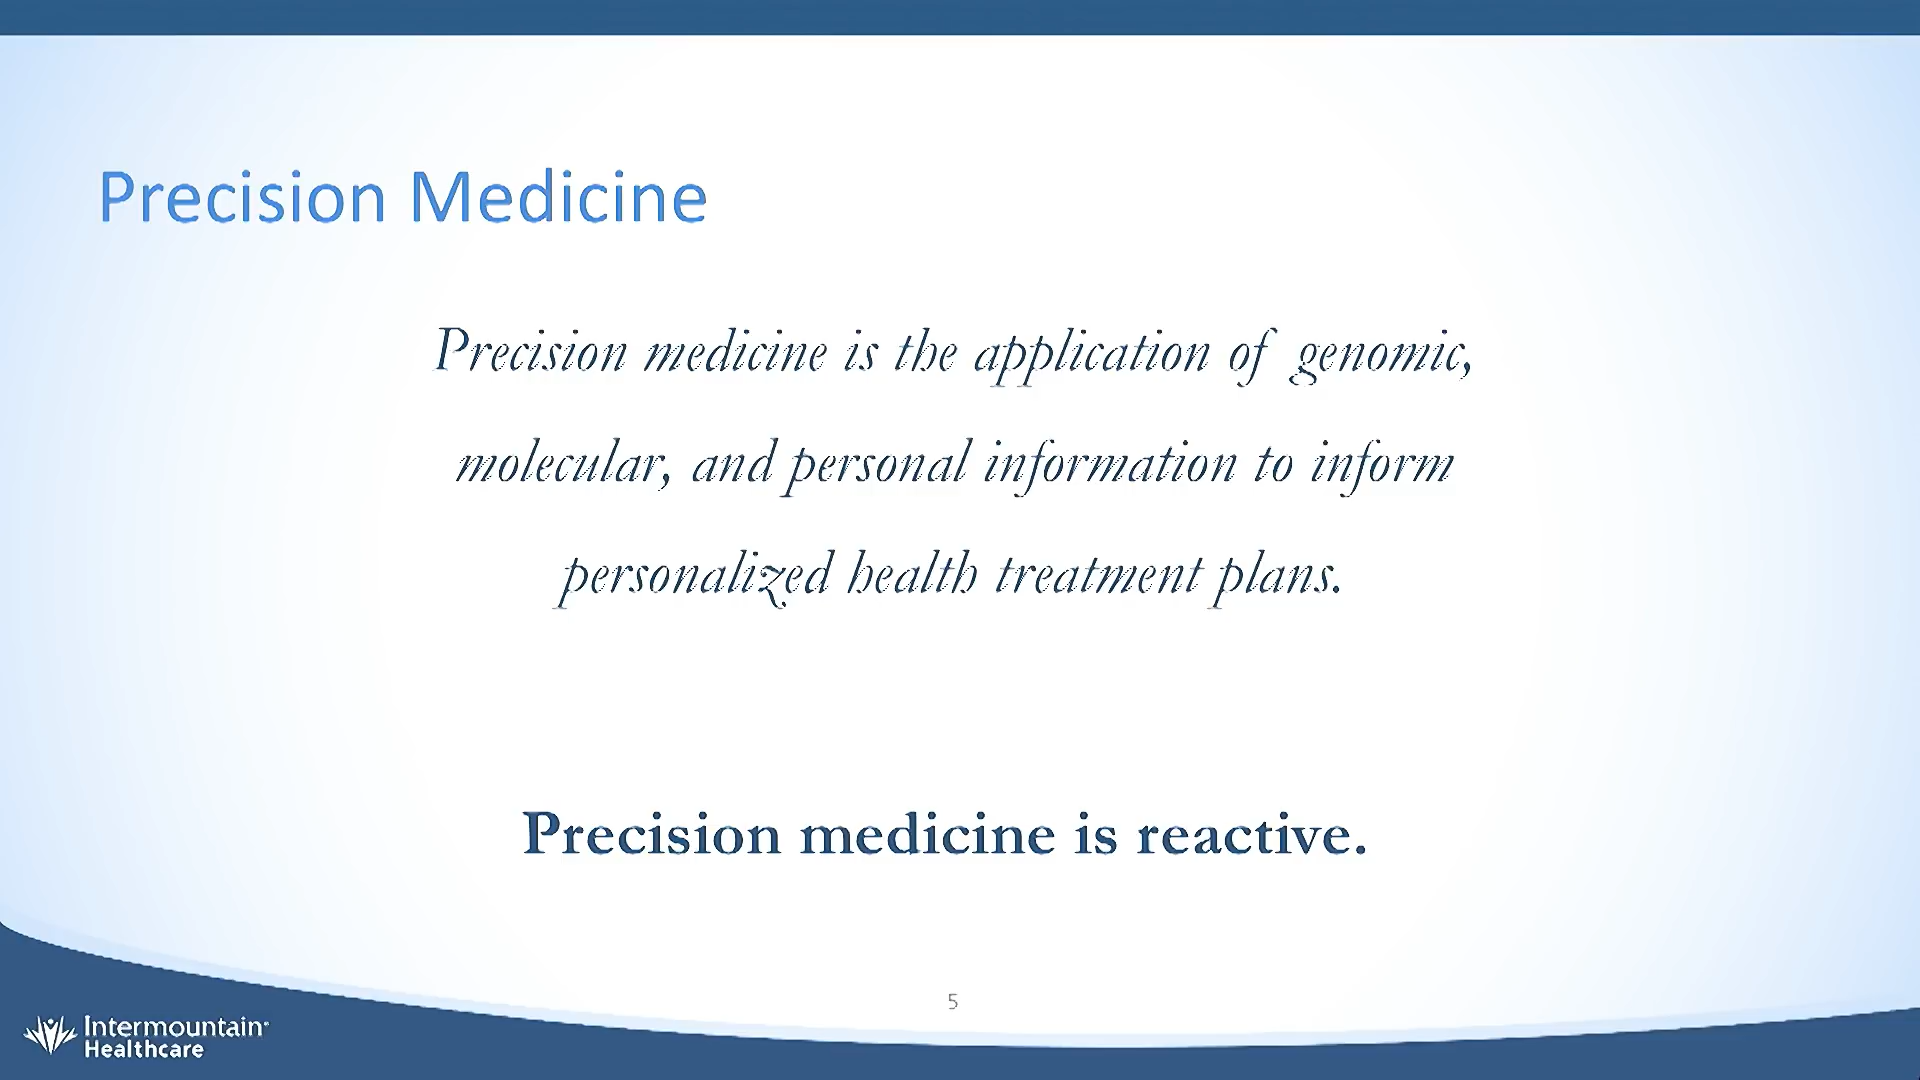 Precision Medicine
Precision medicine is the application of genomic,
molecular, and personal information to inform
personalized health treatment plans.
Precision medicine is reactive.
5
Intermountain
Healthcare